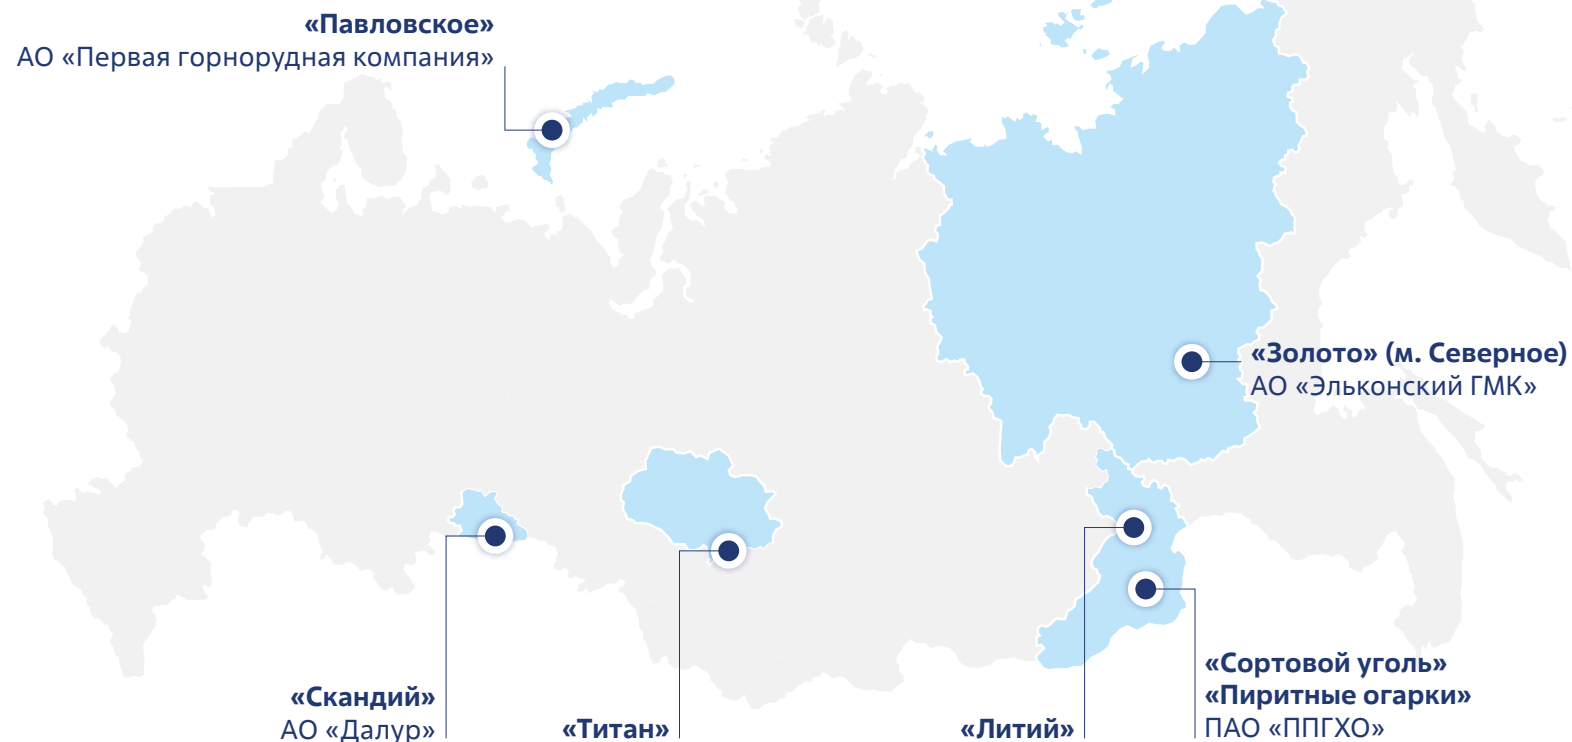 «Павловское»
АО «Первая горнорудная компания»
«Золото» (м. Северное)
АО «Эльконский ГМК»
«Сортовой уголь»
«Пиритные огарки»
ПАО «ППГХО»
«Скандий»
АО «Далур»
«Титан»
«Литий»